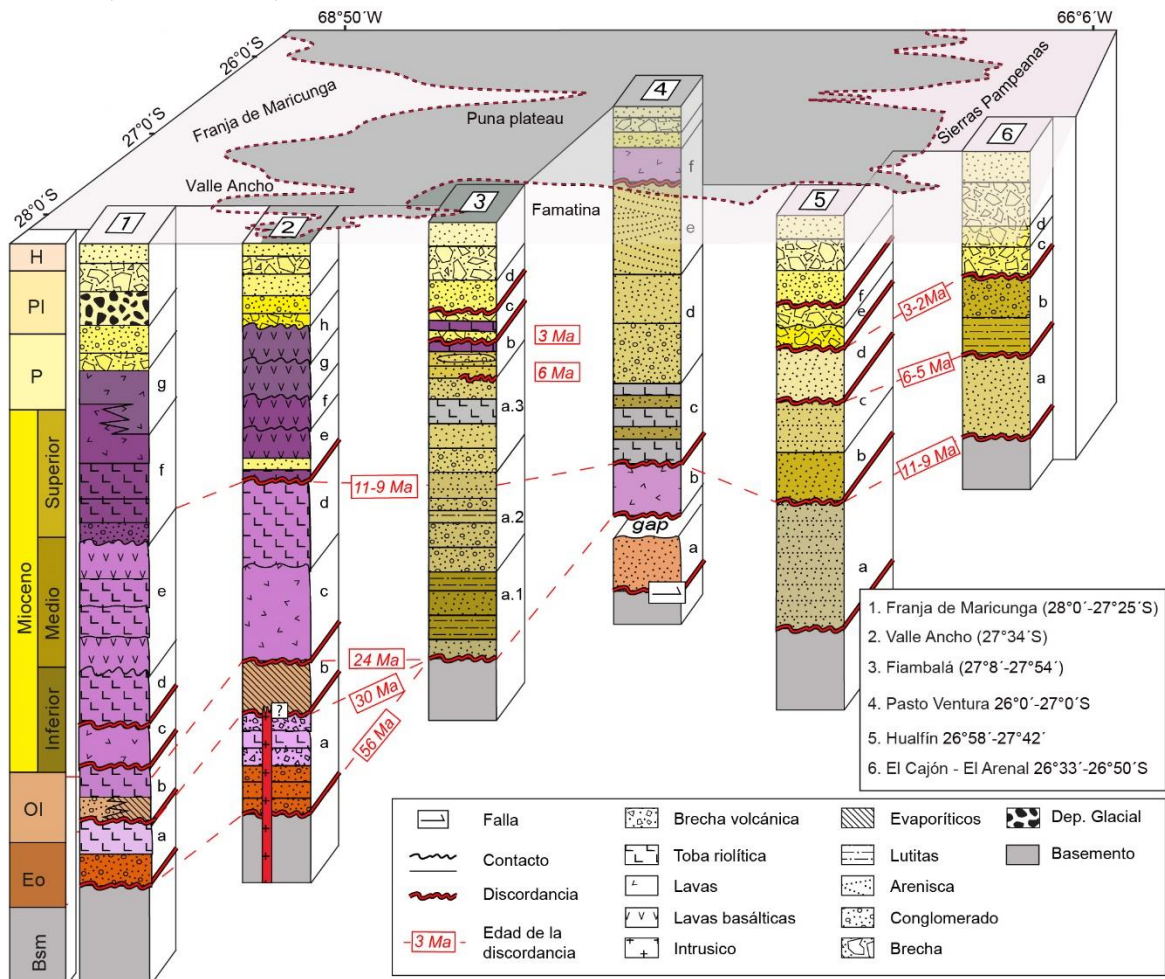 68°50´W
66°6´W
26°0´S
27°0´S
28°0´S
Franja de Maricunga
Puna plateau
Sierras Pampeanas
Valle Ancho
Famatina
1
2
3
4
5
6
H
Pl
P
Mioceno
Superior
Medio
Inferior
Ol
Eo
Bsm
g
f
e
d
c
b
a
h
g
f
e
d
c
b
a
?
d
c
b
a.3
a.2
a.1
f
e
d
c
b
gap
a
f
e
d
c
b
a
d
c
b
a
3 Ma
6 Ma
11-9 Ma
24 Ma
30 Ma
56 Ma
3-2Ma
6-5 Ma
11-9 Ma
1. Franja de Maricunga (28°0´-27°25´S)
2. Valle Ancho (27°34´S)
3. Fiambalá (27°8´-27°54´)
4. Pasto Ventura 26°0´-27°0´S
5. Hualfín 26°58´-27°42´
6. El Cajón - El Arenal 26°33´-26°50´S
Falla
Contacto
Discordancia
3 Ma
Edad de la
discordancia
Brecha volcánica
Toba riolítica
Lavas
Lavas basálticas
Intrusico
Evaporíticos
Lutitas
Arenisca
Conglomerado
Brecha
Dep. Glacial
Basemento